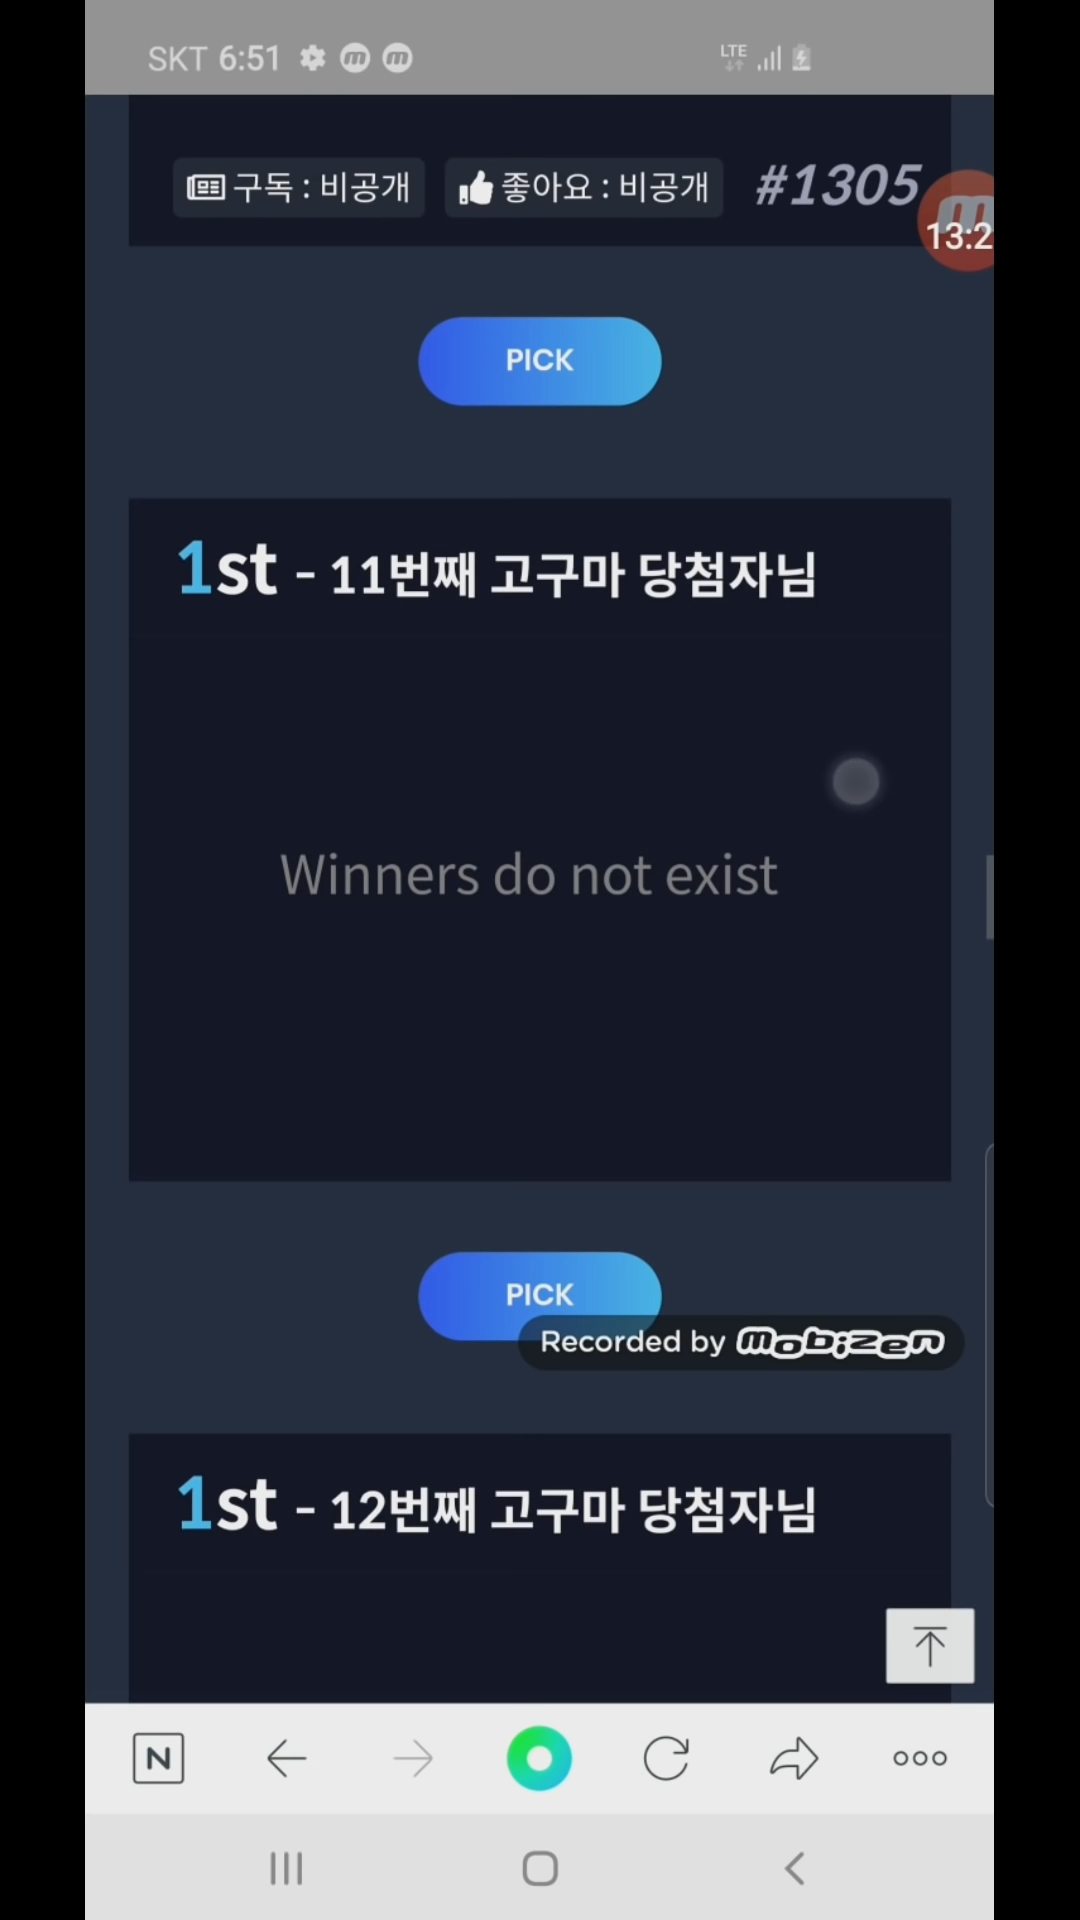 SKT 6:51
LTE
구독 : 비공개 좋아요 : 비공개 #1305
13:2
PICK
1st - 11번째 고구마 당첨자님
Winners do not exist
PICK
Recorded by mobizen
1st - 12번째 고구마 당첨자님
N